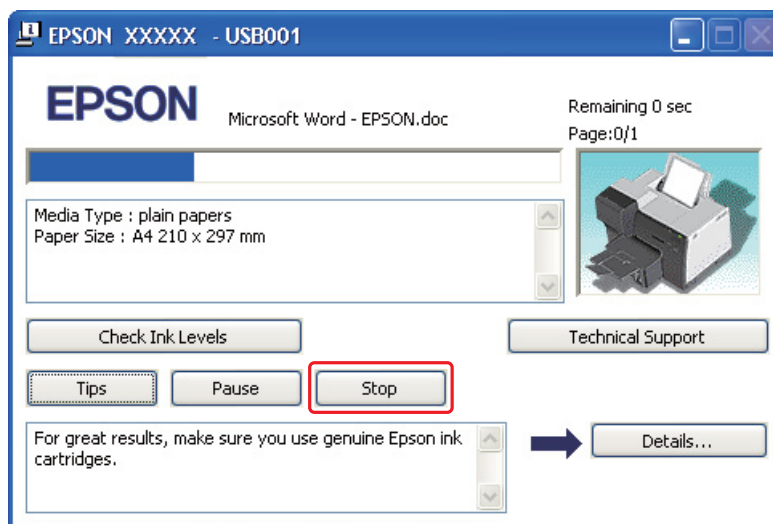 EPSON XXXXX - USB001
EPSON
Microsoft Word - EPSON.doc
Remaining 0 sec
Page:0/1
Media Type : plain papers
Paper Size : A4 210 x 297 mm
Check Ink Levels
Technical Support
Tips
Pause
Stop
For great results, make sure you use genuine Epson ink
cartridges.
Details...